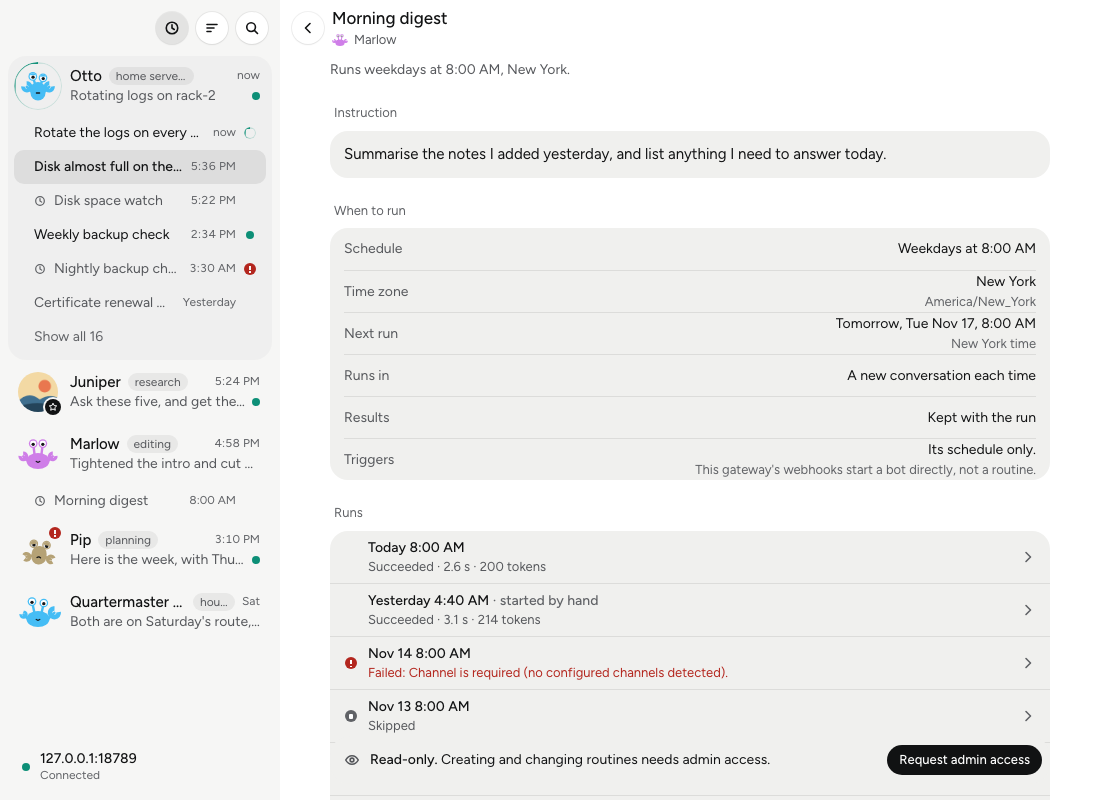 Otto home serve... now
Rotating logs on rack-2
Rotate the logs on every ... now
Disk almost full on the... 5:36 PM
Disk space watch 5:22 PM
Weekly backup check 2:34 PM
Nightly backup ch... 3:30 AM
Certificate renewal ... Yesterday
Show all 16
Juniper research 5:24 PM
Ask these five, and get the...
Marlow editing 4:58 PM
Tightened the intro and cut ...
Morning digest 8:00 AM
Pip planning 3:10 PM
Here is the week, with Thu...
Quartermaster ... hou... Sat
Both are on Saturday's route,...
127.0.0.1:18789
Connected
Morning digest
Marlow
Runs weekdays at 8:00 AM, New York.
Instruction
Summarise the notes I added yesterday, and list anything I need to answer today.
When to run
Schedule Weekdays at 8:00 AM
Time zone New York
America/New_York
Next run Tomorrow, Tue Nov 17, 8:00 AM
New York time
Runs in A new conversation each time
Results Kept with the run
Triggers Its schedule only.
This gateway's webhooks start a bot directly, not a routine.
Runs
Today 8:00 AM
Succeeded · 2.6 s · 200 tokens
Yesterday 4:40 AM · started by hand
Succeeded · 3.1 s · 214 tokens
Nov 14 8:00 AM
Failed: Channel is required (no configured channels detected).
Nov 13 8:00 AM
Skipped
Read-only. Creating and changing routines needs admin access. Request admin access